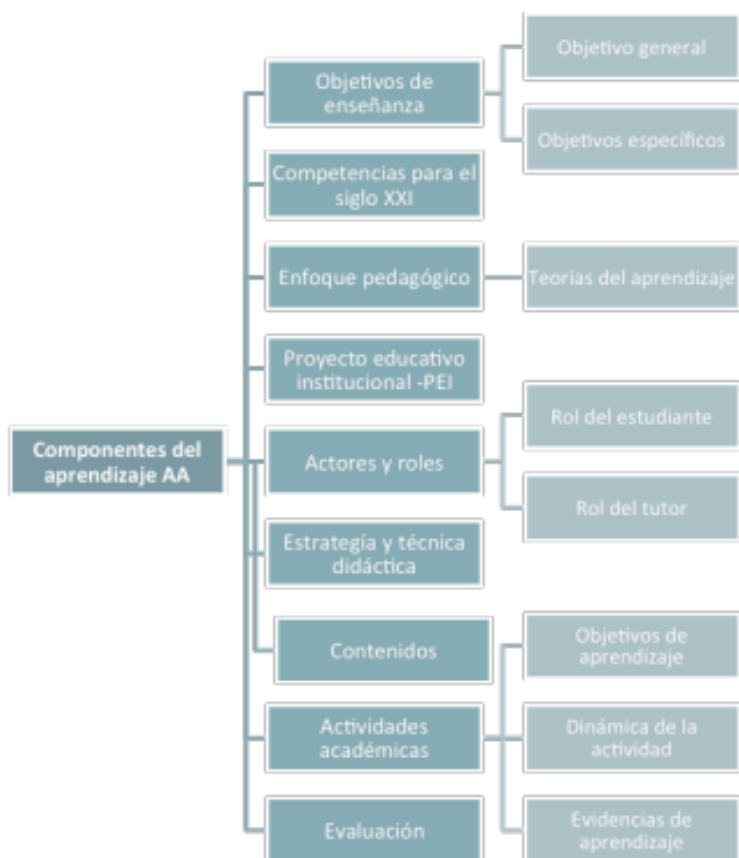 Componentes del
aprendizaje AA
Objetivos de
enseñanza
Objetivo general
Objetivos específicos
Competencias para el
siglo XXI
Enfoque pedagógico
Teorías del aprendizaje
Proyecto educativo
institucional -PEI
Actores y roles
Rol del estudiante
Rol del tutor
Estrategía y técnica
didáctica
Contenidos
Actividades
académicas
Objetivos de
aprendizaje
Dinámica de la
actividad
Evidencias de
aprendizaje
Evaluación